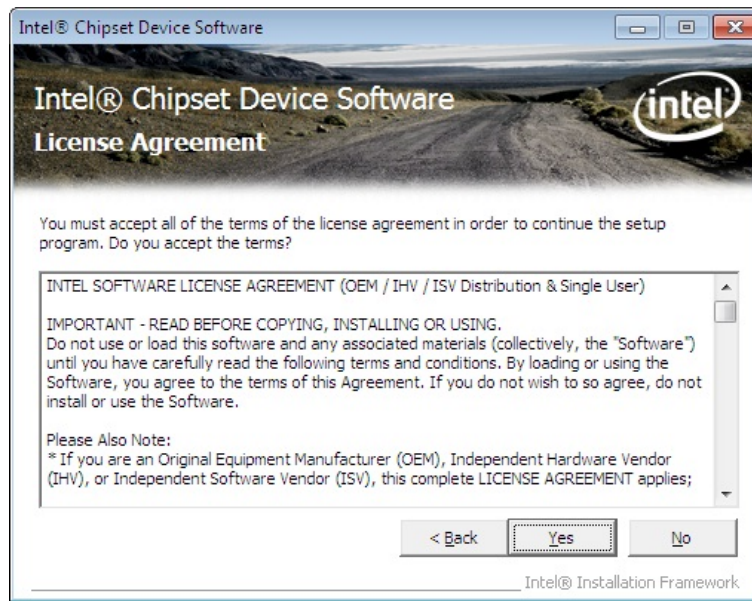 Intel® Chipset Device Software
Intel® Chipset Device Software
intel
License Agreement
You must accept all of the terms of the license agreement in order to continue the setup
program. Do you accept the terms?
INTEL SOFTWARE LICENSE AGREEMENT (OEM / IHV / ISV Distribution & Single User)
IMPORTANT - READ BEFORE COPYING, INSTALLING OR USING.
Do not use or load this software and any associated materials (collectively, the "Software")
until you have carefully read the following terms and conditions. By loading or using the
Software, you agree to the terms of this Agreement. If you do not wish to so agree, do not
install or use the Software.
Please Also Note:
* If you are an Original Equipment Manufacturer (OEM), Independent Hardware Vendor
(IHV), or Independent Software Vendor (ISV), this complete LICENSE AGREEMENT applies;
< Back Yes No
Intel® Installation Framework